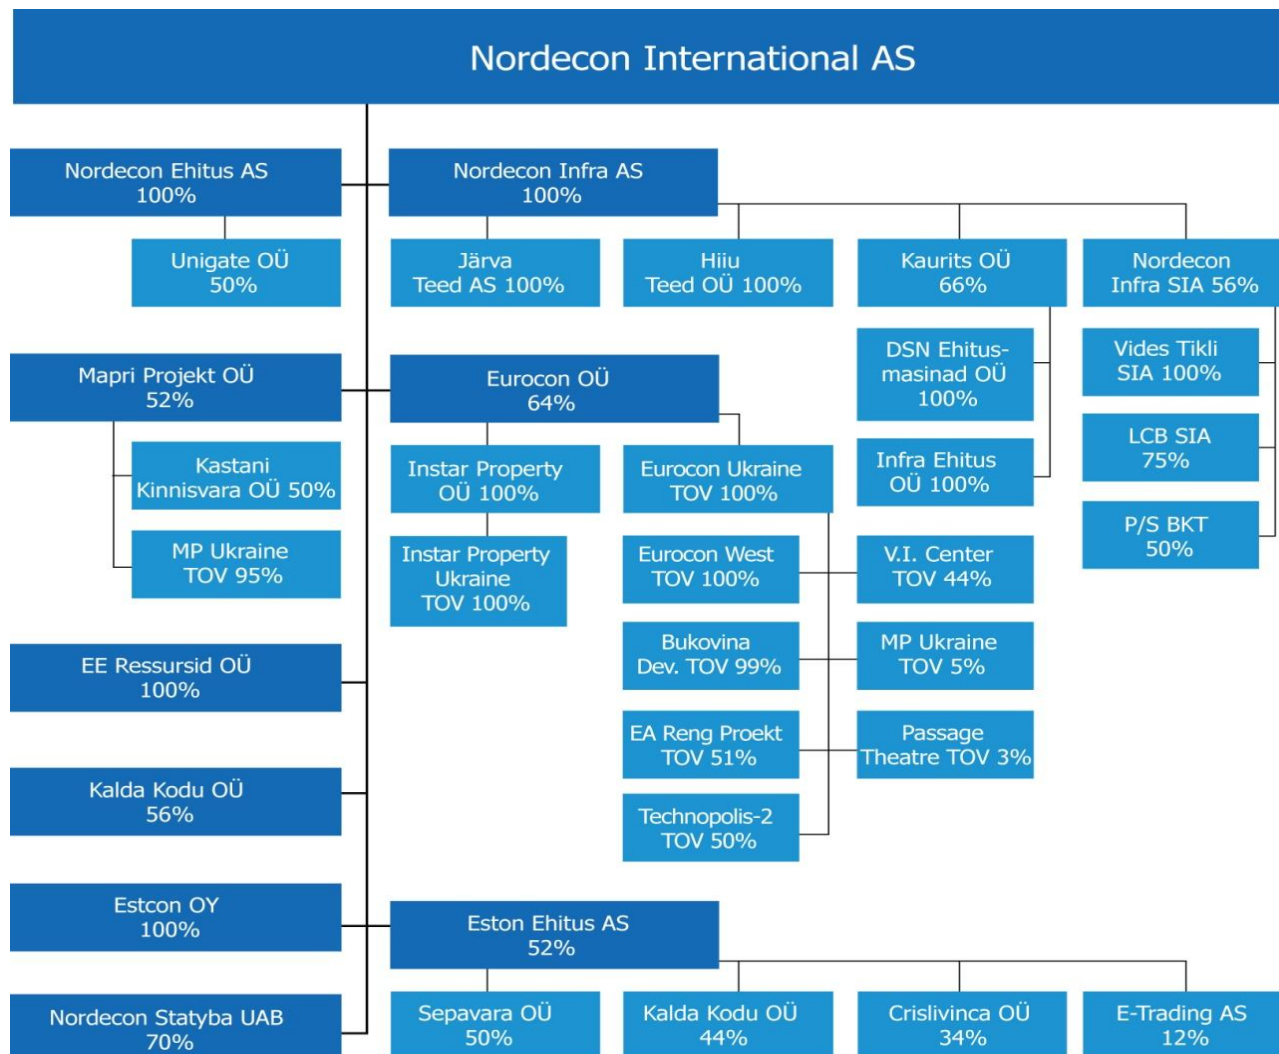 Nordecon International AS
Nordecon Ehitus AS
100%
Unigate OÜ
50%
Nordecon Infra AS
100%
Järva
Teed AS 100%
Hiiu
Teed OÜ 100%
Kaurits OÜ
66%
DSN Ehitus-
masinad OÜ
100%
Infra Ehitus
OÜ 100%
Nordecon
Infra SIA 56%
Vides Tikli
SIA 100%
LCB SIA
75%
P/S BKT
50%
Mapri Projekt OÜ
52%
Kastani
Kinnisvara OÜ 50%
MP Ukraine
TOV 95%
Eurocon OÜ
64%
Instar Property
OÜ 100%
Instar Property
Ukraine
TOV 100%
Eurocon Ukraine
TOV 100%
Eurocon West
TOV 100%
V.I. Center
TOV 44%
Bukovina
Dev. TOV 99%
MP Ukraine
TOV 5%
EA Reng Proekt
TOV 51%
Passage
Theatre TOV 3%
Technopolis-2
TOV 50%
EE Ressursid OÜ
100%
Kalda Kodu OÜ
56%
Estcon OY
100%
Eston Ehitus AS
52%
Sepavara OÜ
50%
Kalda Kodu OÜ
44%
Crislivinca OÜ
34%
E-Trading AS
12%
Nordecon Statyba UAB
70%